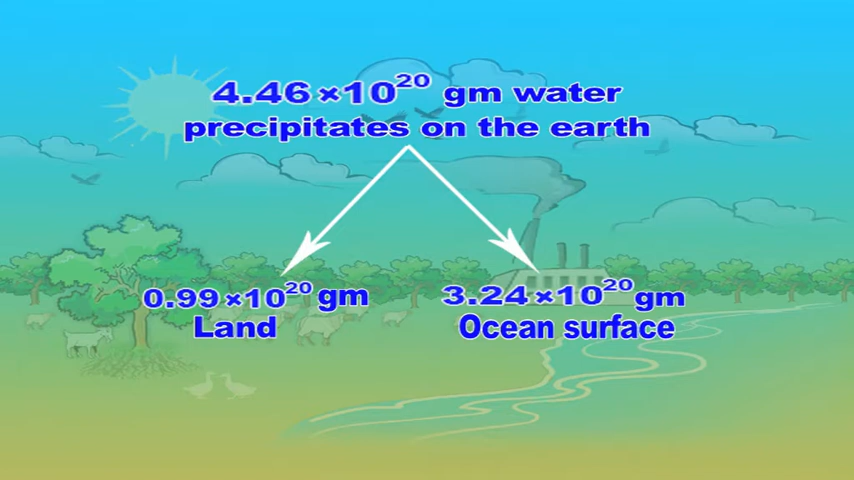 4.46×10²⁰ gm water
precipitates on the earth
0.99×10²⁰ gm
Land
3.24×10²⁰ gm
Ocean surface